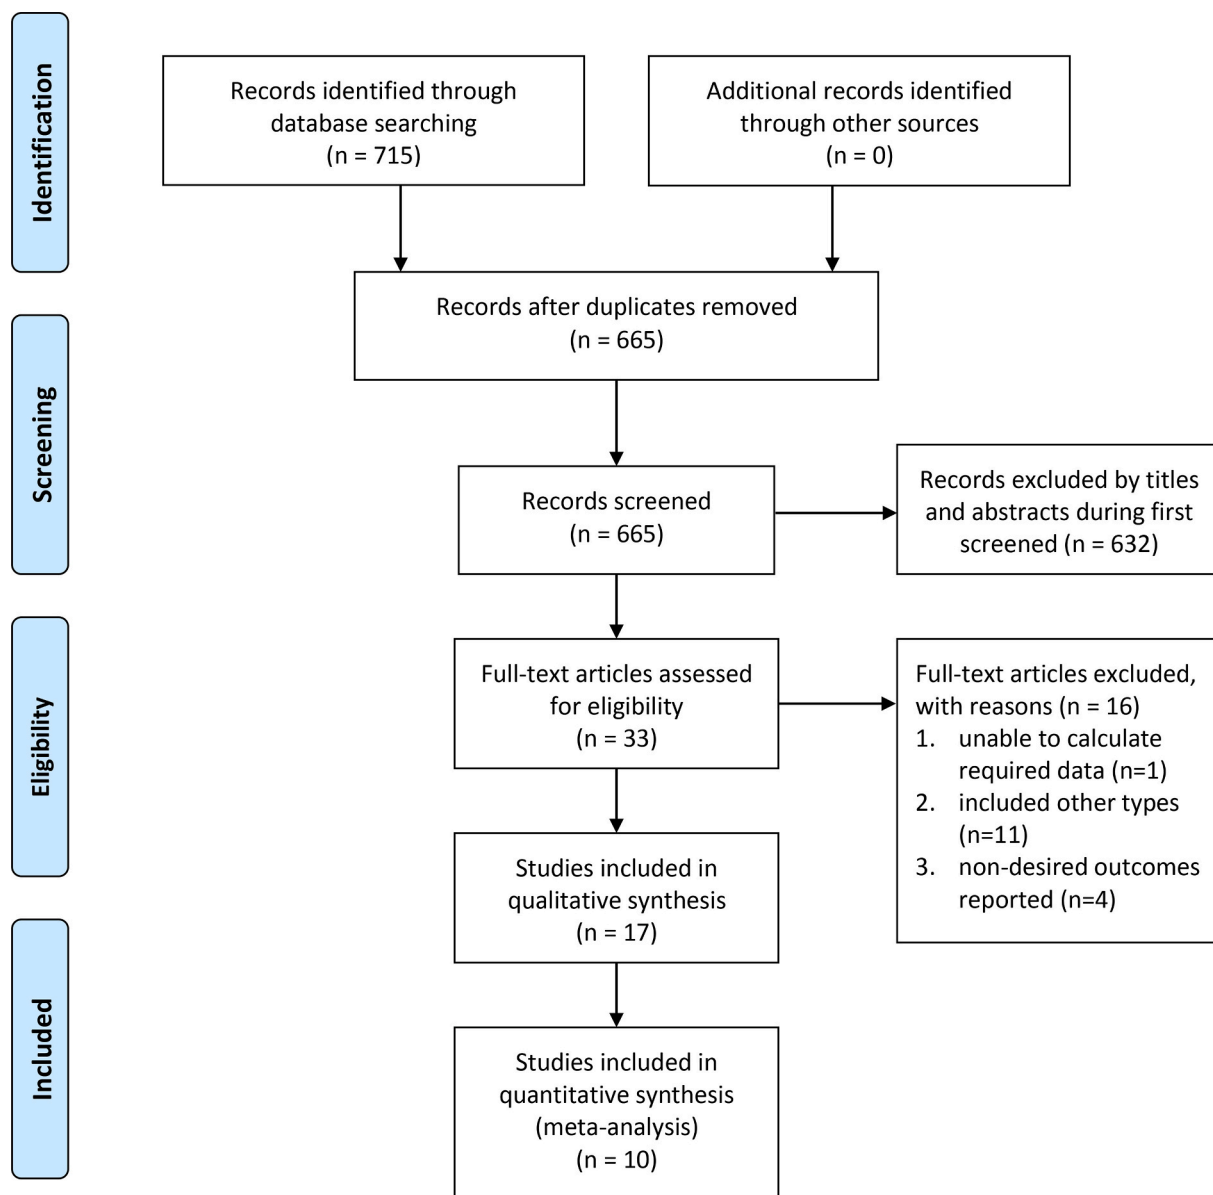 Identification
Records identified through
database searching
(n = 715)
Additional records identified
through other sources
(n = 0)
Records after duplicates removed
(n = 665)
Screening
Records screened
(n = 665)
Records excluded by titles
and abstracts during first
screened (n = 632)
Eligibility
Full-text articles assessed
for eligibility
(n = 33)
Full-text articles excluded,
with reasons (n = 16)
1. unable to calculate
required data (n=1)
2. included other types
(n=11)
3. non-desired outcomes
reported (n=4)
Studies included in
qualitative synthesis
(n = 17)
Included
Studies included in
quantitative synthesis
(meta-analysis)
(n = 10)